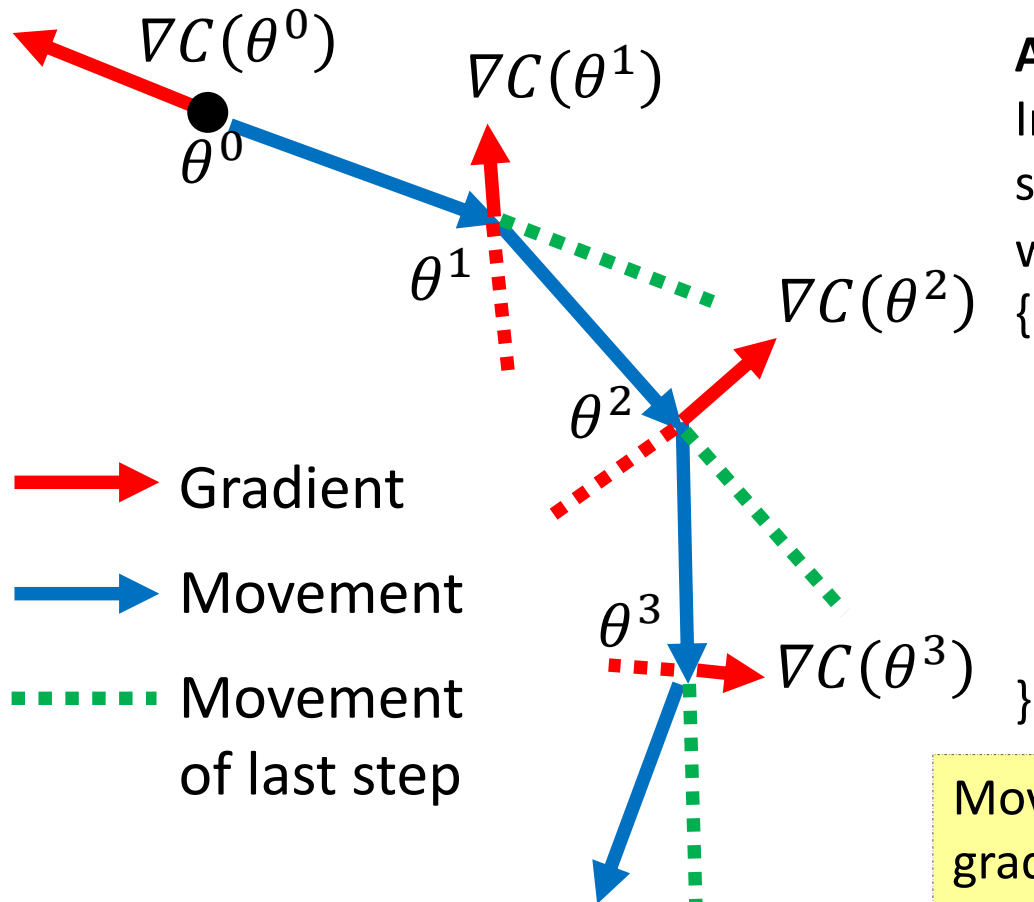 ∇C(θ⁰)
θ⁰
∇C(θ¹)
θ¹
∇C(θ²)
θ²
Gradient
Movement
θ³
∇C(θ³)
Movement
of last step
A
s
{
}